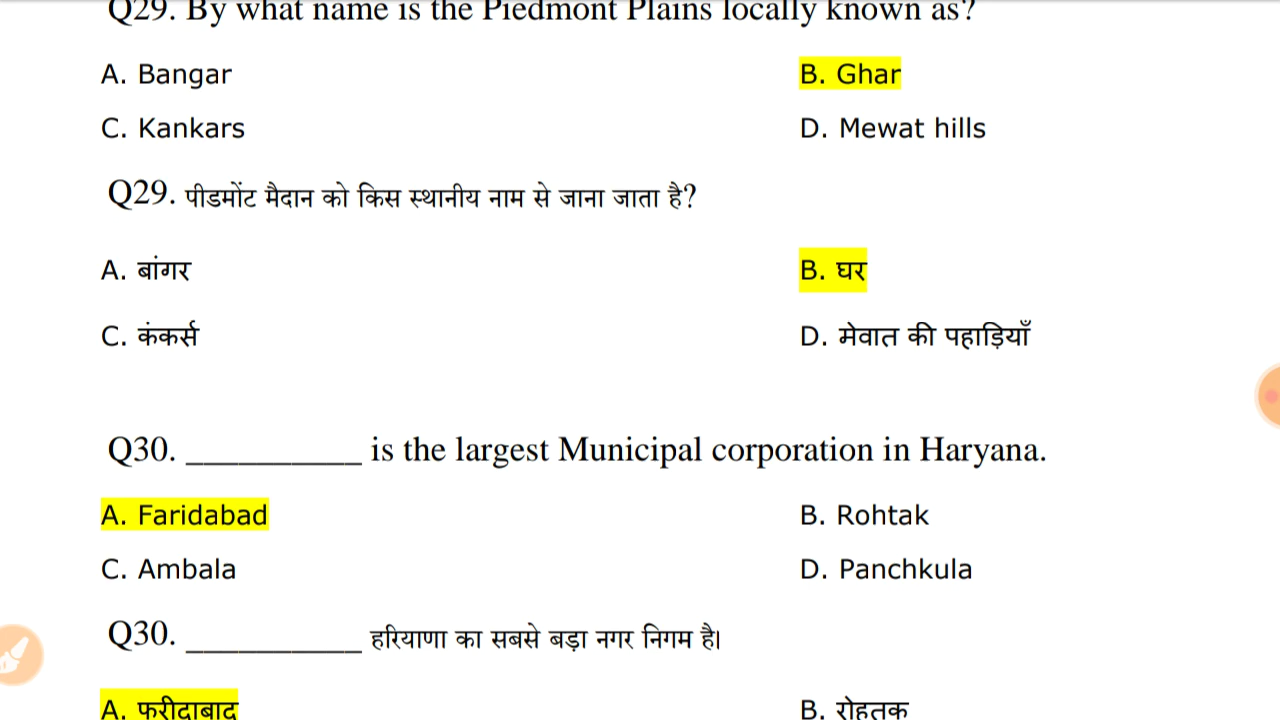 Q29. By what name is the Piedmont Plains locally known as?
A. Bangar B. Ghar
C. Kankars D. Mewat hills
Q29. पीडमोंट मैदान को किस स्थानीय नाम से जाना जाता है?
A. बांगर B. घर
C. कंकर्स D. मेवात की पहाड़ियाँ
Q30. __________ is the largest Municipal corporation in Haryana.
A. Faridabad B. Rohtak
C. Ambala D. Panchkula
Q30. __________ हरियाणा का सबसे बड़ा नगर निगम है।
A. फरीदाबाद B. रोहतक